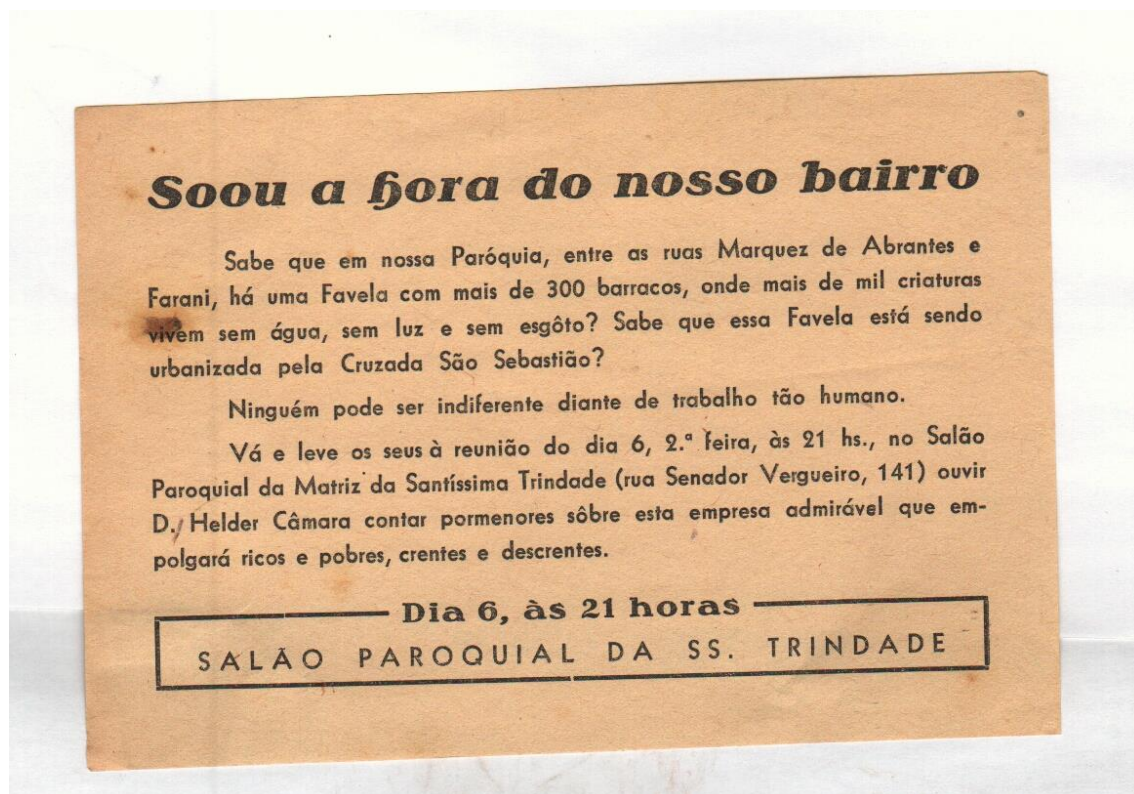 Soou a hora do nosso bairro
Sabe que em nossa Paróquia, entre as ruas Marquez de Abrantes e
Farani, há uma Favela com mais de 300 barracos, onde mais de mil criaturas
vivem sem água, sem luz e sem esgôto? Sabe que essa Favela está sendo
urbanizada pela Cruzada São Sebastião?
Ninguém pode ser indiferente diante de trabalho tão humano.
Vá e leve os seus à reunião do dia 6, 2.ª feira, às 21 hs., no Salão
Paroquial da Matriz da Santíssima Trindade (rua Senador Vergueiro, 141) ouvir
D. Helder Câmara contar pormenores sôbre esta empresa admirável que em-
polgará ricos e pobres, crentes e descrentes.
Dia 6, às 21 horas
SALÃO PAROQUIAL DA SS. TRINDADE